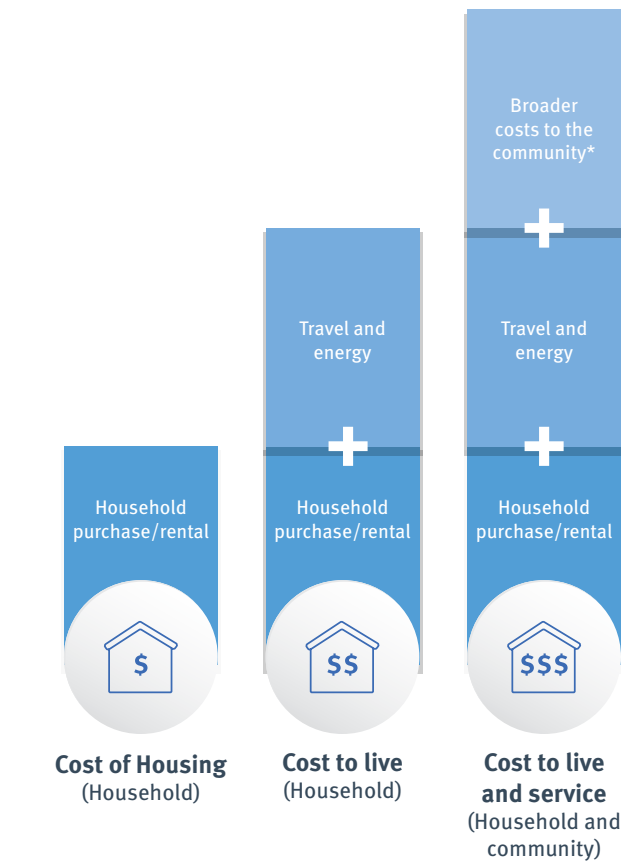 Household
purchase/rental
$
Cost of Housing
(Household)
Travel and
energy
Household
purchase/rental
$$
Cost to live
(Household)
Broader
costs to the
community*
Travel and
energy
Household
purchase/rental
$$$
Cost to live
and service
(Household and
community)